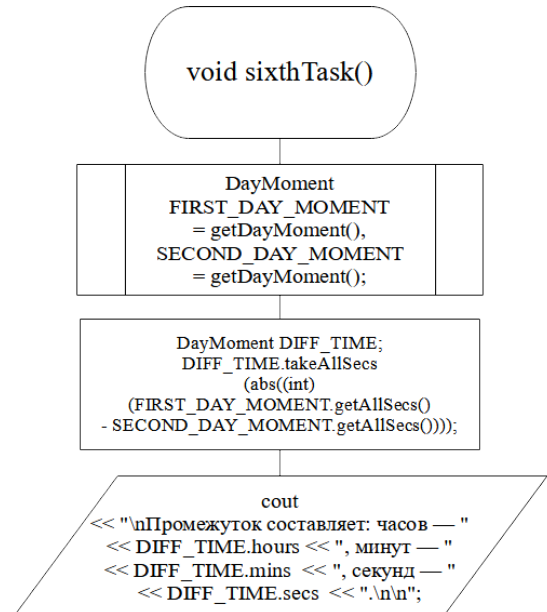 void sixthTask()
DayMoment
FIRST_DAY_MOMENT
= getDayMoment(),
SECOND_DAY_MOMENT
= getDayMoment();
DayMoment DIFF_TIME;
DIFF_TIME.takeAllSecs
(abs((int)
(FIRST_DAY_MOMENT.getAllSecs()
- SECOND_DAY_MOMENT.getAllSecs())));
cout
<< "\nПромежуток составляет: часов — "
<< DIFF_TIME.hours << ", минут — "
<< DIFF_TIME.mins  << ", секунд — "
<< DIFF_TIME.secs  << ".\n\n";